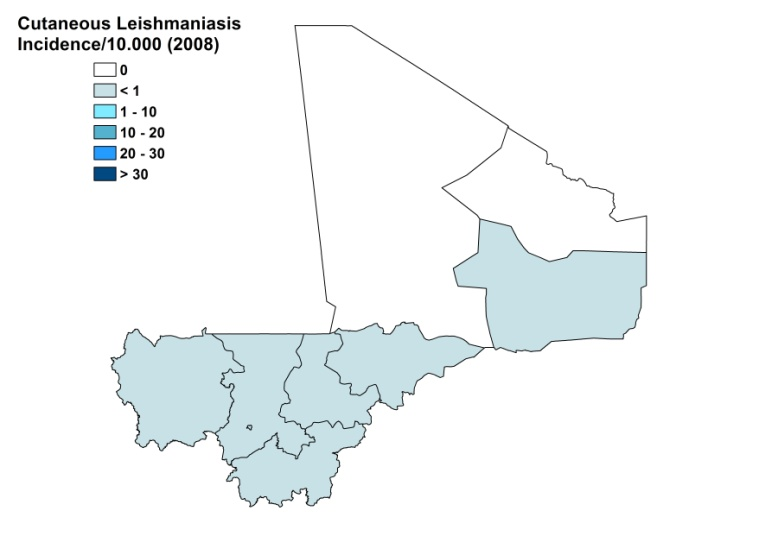 Cutaneous Leishmaniasis
Incidence/10.000 (2008)
0
< 1
1 - 10
10 - 20
20 - 30
> 30